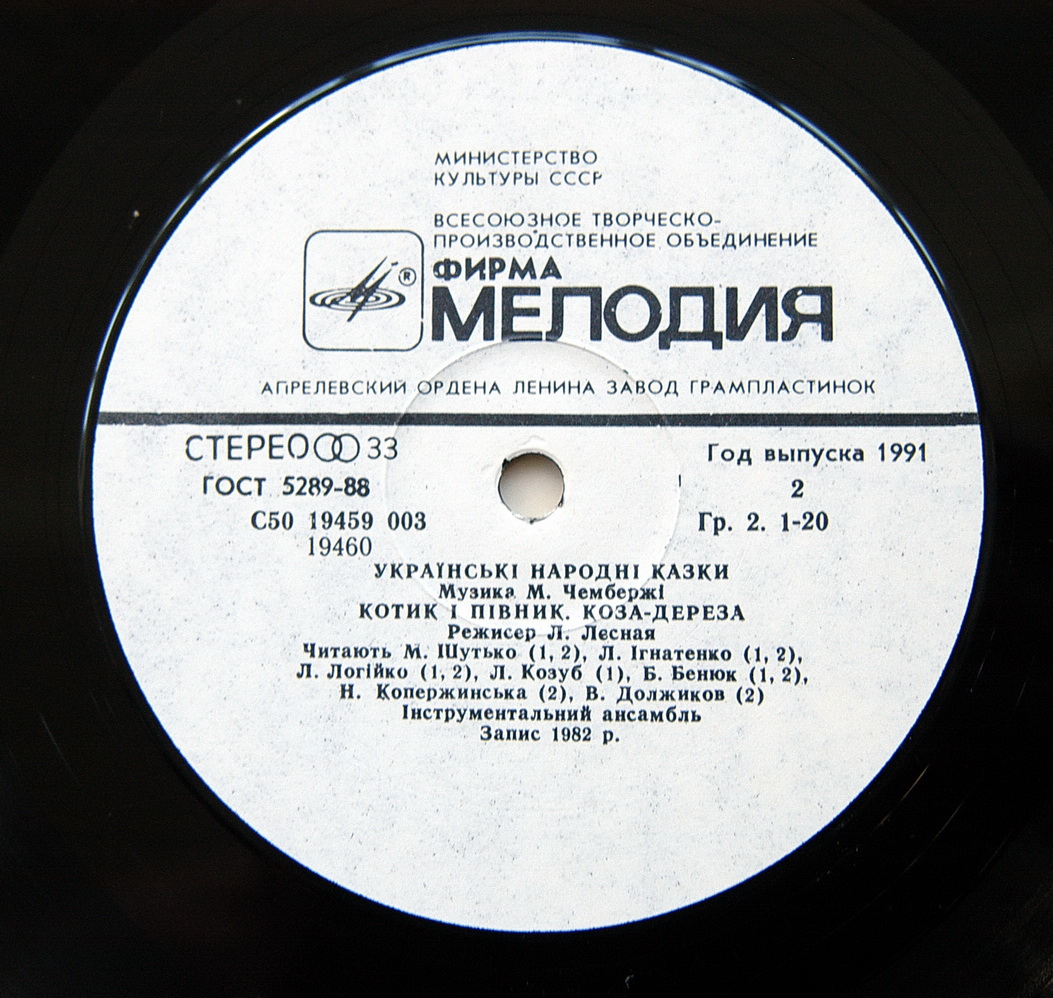 МИНИСТЕРСТВО
КУЛЬТУРЫ СССР
ВСЕСОЮЗНОЕ ТВОРЧЕСКО-
ПРОИЗВОДСТВЕННОЕ ОБЪЕДИНЕНИЕ
®
ФИРМА
МЕЛОДИЯ
АПРЕЛЕВСКИЙ ОРДЕНА ЛЕНИНА ЗАВОД ГРАМПЛАСТИНОК
СТЕРЕО 33
Год выпуска 1991
ГОСТ 5289-88
2
С50 19459 003
Гр. 2. 1-20
19460
УКРАЇНСЬКІ НАРОДНІ КАЗКИ
Музика М. Чембержі
КОТИК І ПІВНИК. КОЗА-ДЕРЕЗА
Режисер Л. Лесная
Читають М. Шутько (1, 2), Л. Ігнатенко (1, 2),
Л. Логійко (1, 2), Л. Козуб (1), Б. Бенюк (1, 2),
Н. Копержинська (2), В. Должиков (2)
Інструментальний ансамбль
Запис 1982 р.